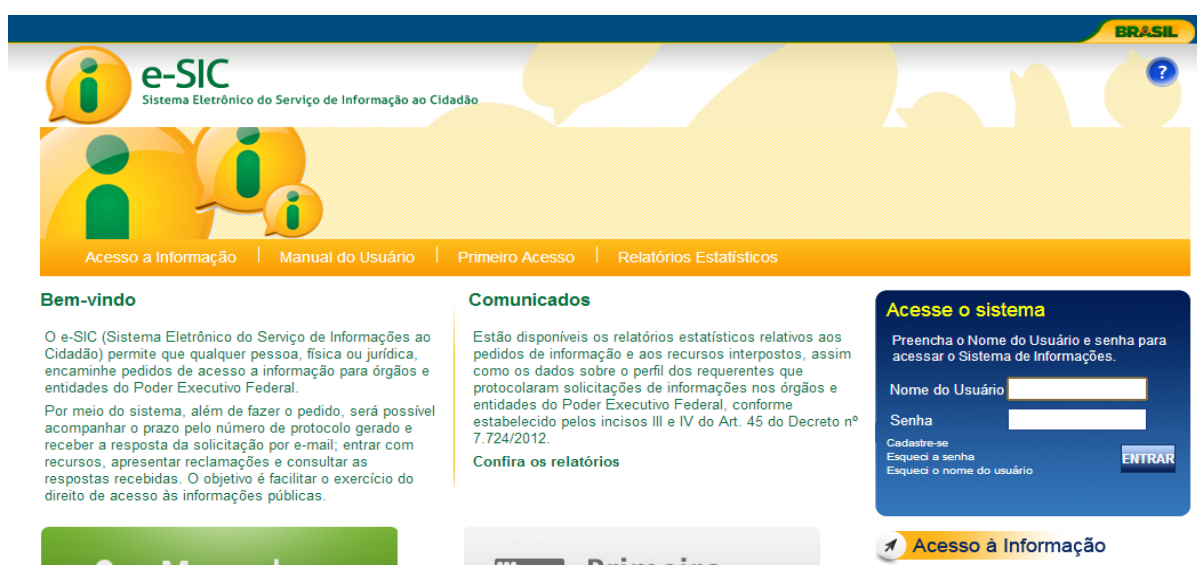 BRASIL
e-SIC
Sistema Eletrônico do Serviço de Informação ao Cidadão
?
Acesso a Informação
Manual do Usuário
Primeiro Acesso
Relatórios Estatísticos
Bem-vindo
O e-SIC (Sistema Eletrônico do Serviço de Informações ao
Cidadão) permite que qualquer pessoa, física ou jurídica,
encaminhe pedidos de acesso a informação para órgãos e
entidades do Poder Executivo Federal.
Por meio do sistema, além de fazer o pedido, será possível
acompanhar o prazo pelo número de protocolo gerado e
receber a resposta da solicitação por e-mail; entrar com
recursos, apresentar reclamações e consultar as
respostas recebidas. O objetivo é facilitar o exercício do
direito de acesso às informações públicas.
Comunicados
Estão disponíveis os relatórios estatísticos relativos aos
pedidos de informação e aos recursos interpostos, assim
como os dados sobre o perfil dos requerentes que
protocolaram solicitações de informações nos órgãos e
entidades do Poder Executivo Federal, conforme
estabelecido pelos incisos III e IV do Art. 45 do Decreto nº
7.724/2012.
Confira os relatórios
Acesse o sistema
Preencha o Nome do Usuário e senha para
acessar o Sistema de Informações.
Nome do Usuário
Senha
Cadastre-se
Esqueci a senha
Esqueci o nome do usuário
ENTRAR
Primeiro
Acesso à Informação